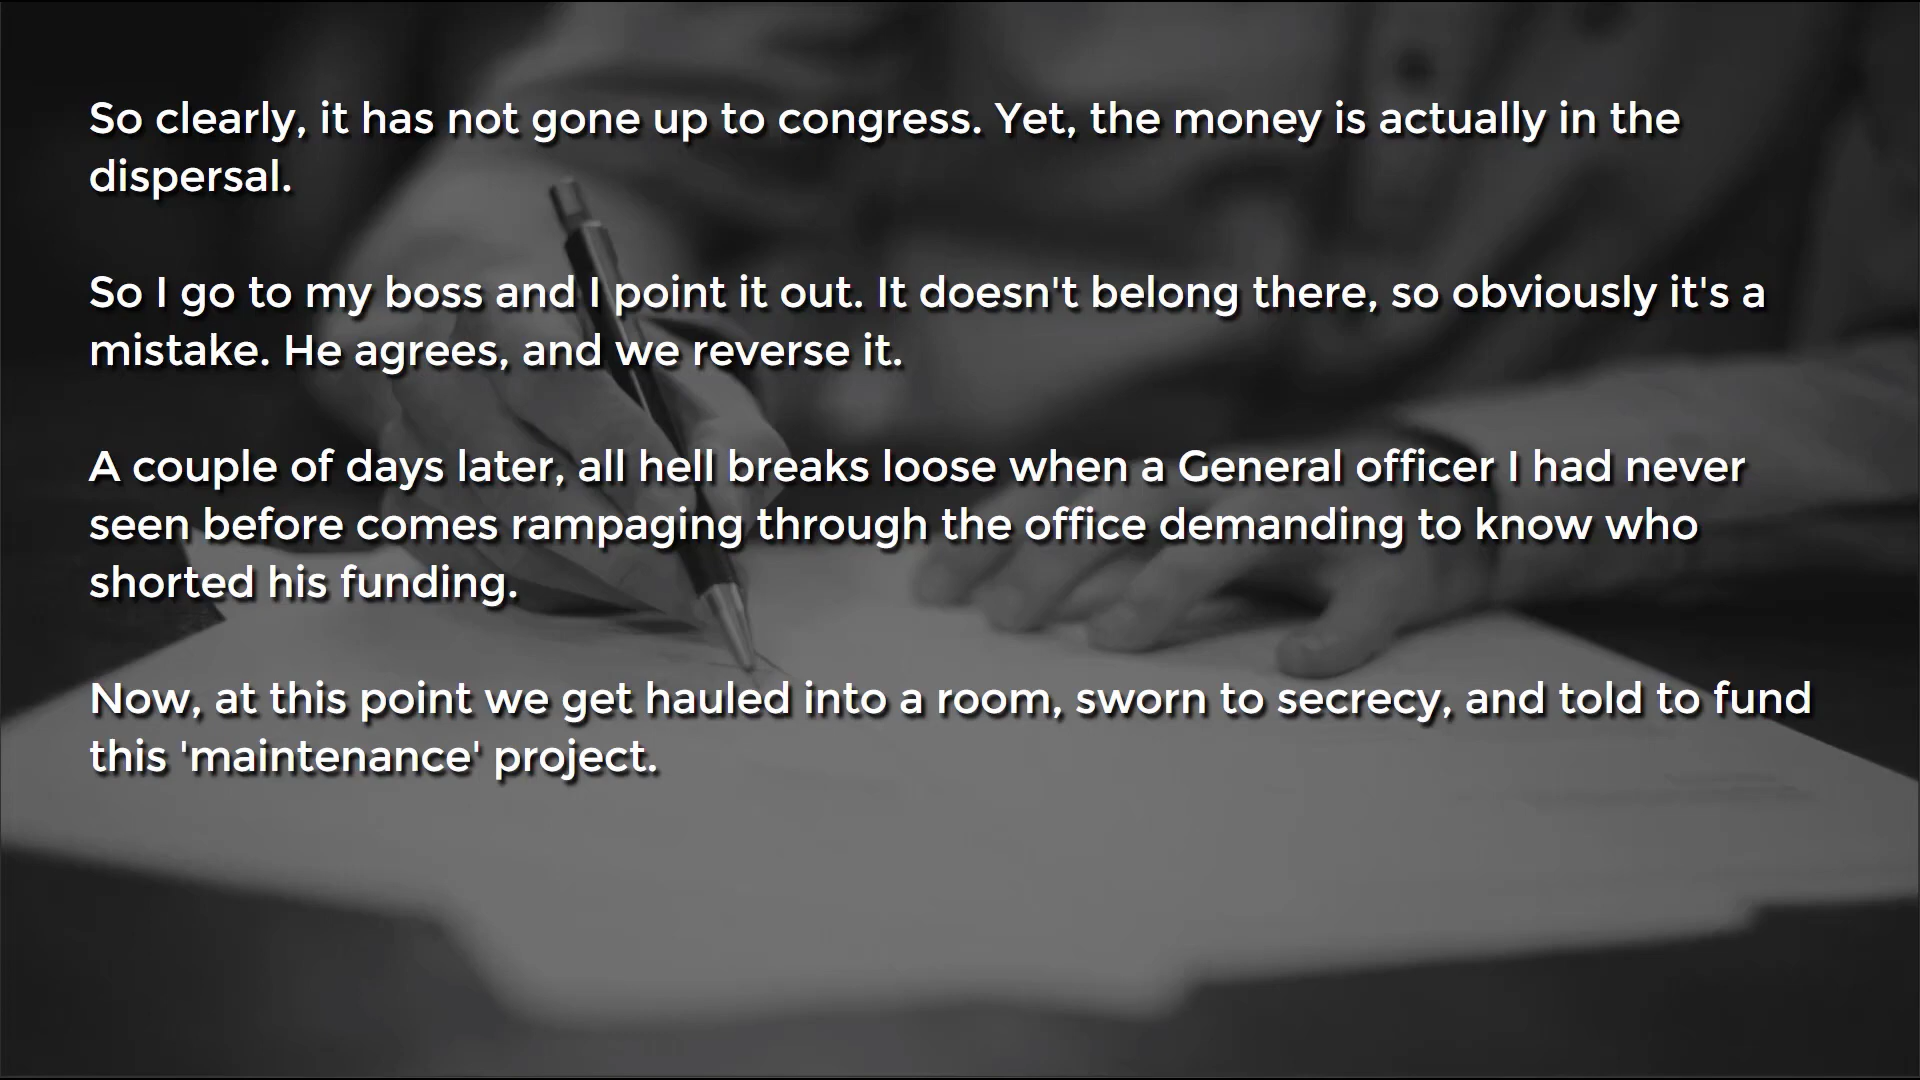 So clearly, it has not gone up to congress. Yet, the money is actually in the
dispersal.
So I go to my boss and I point it out. It doesn't belong there, so obviously it's a
mistake. He agrees, and we reverse it.
A couple of days later, all hell breaks loose when a General officer I had never
seen before comes rampaging through the office demanding to know who
shorted his funding.
Now, at this point we get hauled into a room, sworn to secrecy, and told to fund
this 'maintenance' project.